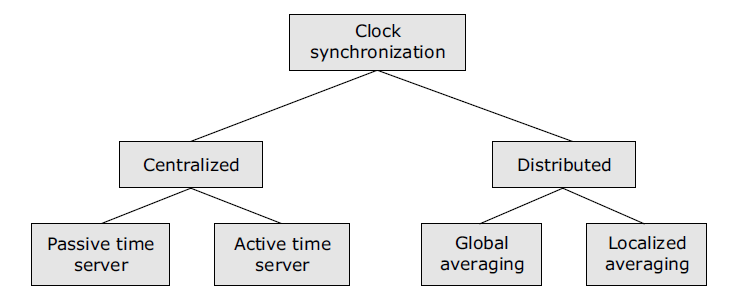 Clock
synchronization
Centralized
Distributed
Passive time
server
Active time
server
Global
averaging
Localized
averaging